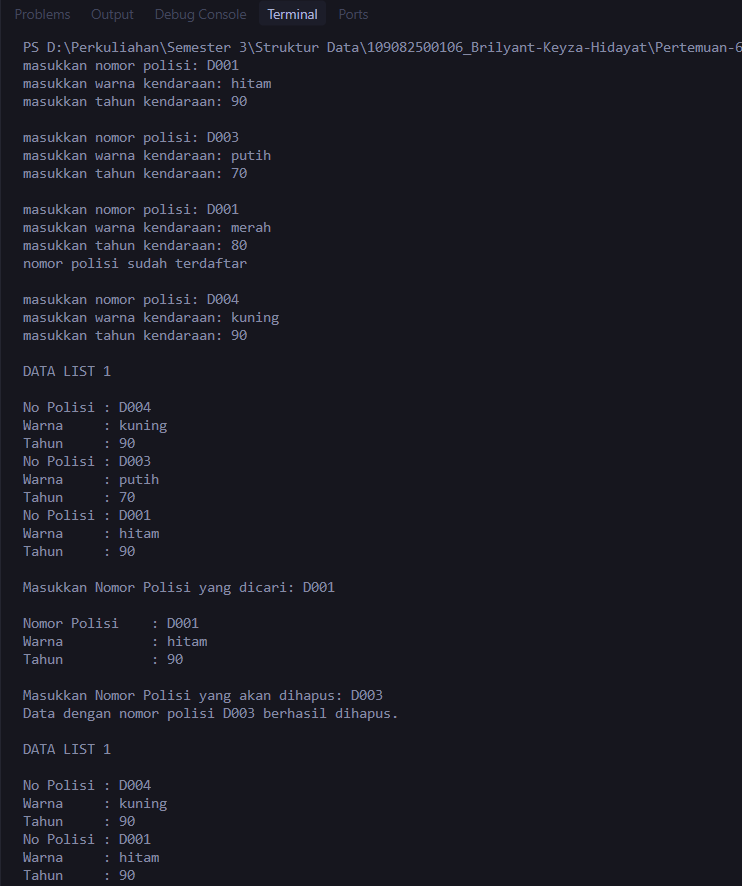 Problems Output Debug Console Terminal Ports
PS D:\Perkuliahan\Semester 3\Struktur Data\109082500106_Brilyant-Keyza-Hidayat\Pertemuan-6
masukkan nomor polisi: D001
masukkan warna kendaraan: hitam
masukkan tahun kendaraan: 90
masukkan nomor polisi: D003
masukkan warna kendaraan: putih
masukkan tahun kendaraan: 70
masukkan nomor polisi: D001
masukkan warna kendaraan: merah
masukkan tahun kendaraan: 80
nomor polisi sudah terdaftar
masukkan nomor polisi: D004
masukkan warna kendaraan: kuning
masukkan tahun kendaraan: 90
DATA LIST 1
No Polisi : D004
Warna     : kuning
Tahun     : 90
No Polisi : D003
Warna     : putih
Tahun     : 70
No Polisi : D001
Warna     : hitam
Tahun     : 90
Masukkan Nomor Polisi yang dicari: D001
Nomor Polisi    : D001
Warna           : hitam
Tahun           : 90
Masukkan Nomor Polisi yang akan dihapus: D003
Data dengan nomor polisi D003 berhasil dihapus.
DATA LIST 1
No Polisi : D004
Warna     : kuning
Tahun     : 90
No Polisi : D001
Warna     : hitam
Tahun     : 90